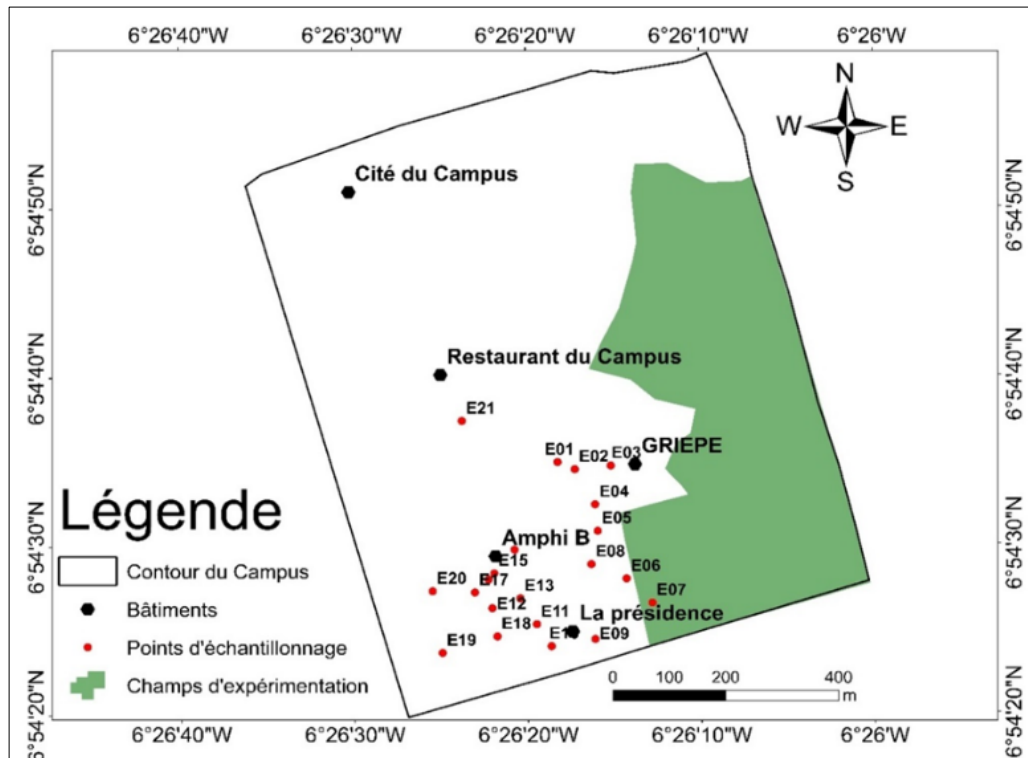 6°26'40"W 6°26'30"W 6°26'20"W 6°26'10"W 6°26'W
N
W E
S
Cité du Campus
6°54'50"N 6°54'50"N
Restaurant du Campus
6°54'40"N 6°54'40"N
E21
GRIEPE
E01 E02 E03
E04
E05
Légende
6°54'30"N 6°54'30"N
Amphi B
E08
E15
E06
Contour du Campus
E20 E17 E13
E07
Bâtiments
E12 E11 La présidence
E18
E19 E1 E09
Points d'échantillonnage
Champs d'expérimentation
0 100 200 400
m
6°54'20"N 6°54'20"N
6°26'40"W 6°26'30"W 6°26'20"W 6°26'10"W 6°26'W